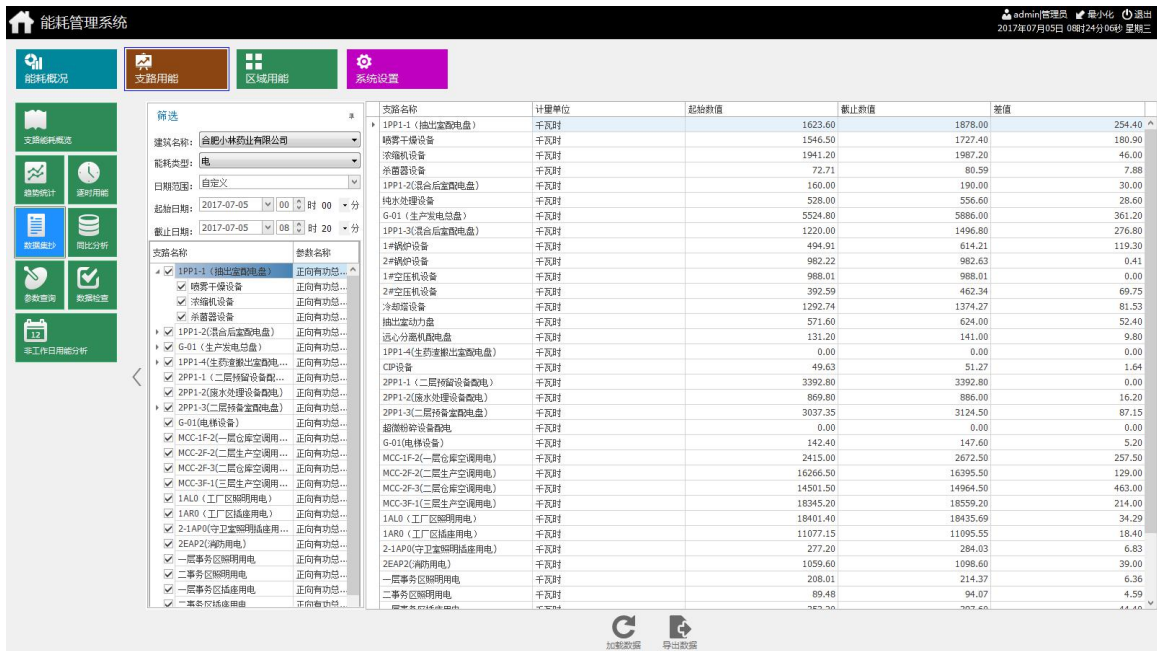 能耗管理系统
admin|管理员 最小化 退出
2017年07月05日 08时24分06秒 星期三
能耗概况 支路用能 区域用能 系统设置
支路能耗概览
趋势统计 逐时用能
数据集抄 同比分析
参数查询 数据检查
12
非工作日用能分析
筛选
建筑名称: 合肥小林药业有限公司
能耗类型: 电
日期范围: 自定义
起始日期: 2017-07-05 00 时 00 分
截止日期: 2017-07-05 08 时 20 分
支路名称 参数名称
1PP1-1（抽出室配电盘） 正向有功总...
喷雾干燥设备 正向有功总...
浓缩机设备 正向有功总...
杀菌器设备 正向有功总...
1PP1-2(混合后室配电盘) 正向有功总...
G-01（生产发电总盘） 正向有功总...
1PP1-4(生药渣搬出室配电... 正向有功总...
2PP1-1（二层预留设备配... 正向有功总...
2PP1-2(废水处理设备配电) 正向有功总...
2PP1-3(二层预备室配电盘) 正向有功总...
G-01(电梯设备) 正向有功总...
MCC-1F-2(一层仓库空调用... 正向有功总...
MCC-2F-2(二层生产空调用... 正向有功总...
MCC-2F-3(二层仓库空调用... 正向有功总...
MCC-3F-1(三层生产空调用... 正向有功总...
1AL0（工厂区照明用电） 正向有功总...
1AR0（工厂区插座用电） 正向有功总...
2-1AP0(守卫室照明插座用... 正向有功总...
2EAP2(消防用电) 正向有功总...
一层事务区照明用电 正向有功总...
二事务区照明用电 正向有功总...
一层事务区插座用电 正向有功总...
二事务区插座用电 正向有功总...
支路名称 计量单位 起始数值 截止数值 差值
1PP1-1（抽出室配电盘） 千瓦时 1623.60 1878.00 254.40
喷雾干燥设备 千瓦时 1546.50 1727.40 180.90
浓缩机设备 千瓦时 1941.20 1987.20 46.00
杀菌器设备 千瓦时 72.71 80.59 7.88
1PP1-2(混合后室配电盘) 千瓦时 160.00 190.00 30.00
纯水处理设备 千瓦时 528.00 556.60 28.60
G-01（生产发电总盘） 千瓦时 5524.80 5886.00 361.20
1PP1-3(混合后室配电盘) 千瓦时 1220.00 1496.80 276.80
1#锅炉设备 千瓦时 494.91 614.21 119.30
2#锅炉设备 千瓦时 982.22 982.63 0.41
1#空压机设备 千瓦时 988.01 988.01 0.00
2#空压机设备 千瓦时 392.59 462.34 69.75
冷却塔设备 千瓦时 1292.74 1374.27 81.53
抽出室动力盘 千瓦时 571.60 624.00 52.40
远心分离机配电盘 千瓦时 131.20 141.00 9.80
1PP1-4(生药渣搬出室配电盘) 千瓦时 0.00 0.00 0.00
CIP设备 千瓦时 49.63 51.27 1.64
2PP1-1（二层预留设备配电） 千瓦时 3392.80 3392.80 0.00
2PP1-2(废水处理设备配电) 千瓦时 869.80 886.00 16.20
2PP1-3(二层预备室配电盘) 千瓦时 3037.35 3124.50 87.15
超微粉碎设备配电 千瓦时 0.00 0.00 0.00
G-01(电梯设备) 千瓦时 142.40 147.60 5.20
MCC-1F-2(一层仓库空调用电) 千瓦时 2415.00 2672.50 257.50
MCC-2F-2(二层生产空调用电) 千瓦时 16266.50 16395.50 129.00
MCC-2F-3(二层仓库空调用电) 千瓦时 14501.50 14964.50 463.00
MCC-3F-1(三层生产空调用电) 千瓦时 18345.20 18559.20 214.00
1AL0（工厂区照明用电） 千瓦时 18401.40 18435.69 34.29
1AR0（工厂区插座用电） 千瓦时 11077.15 11095.55 18.40
2-1AP0(守卫室照明插座用电) 千瓦时 277.20 284.03 6.83
2EAP2(消防用电) 千瓦时 1059.60 1098.60 39.00
一层事务区照明用电 千瓦时 208.01 214.37 6.36
二事务区照明用电 千瓦时 89.48 94.07 4.59
一层事务区插座用电 千瓦时
加载数据 导出数据